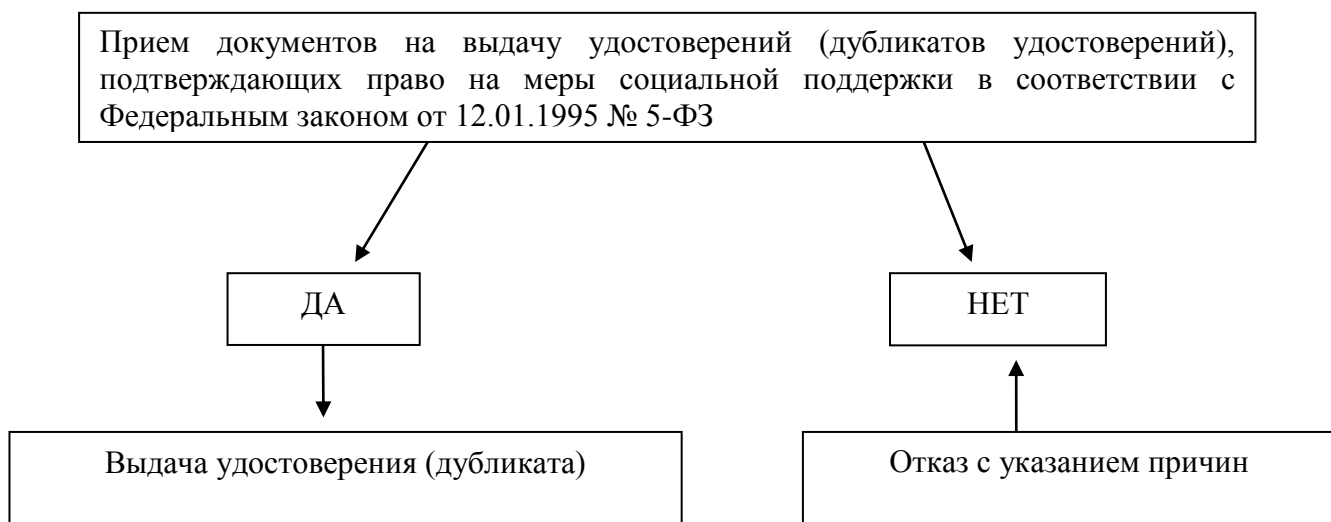 Прием документов на выдачу удостоверений (дубликатов удостоверений),
подтверждающих право на меры социальной поддержки в соответствии с
Федеральным законом от 12.01.1995 № 5-ФЗ
ДА
НЕТ
Выдача удостоверения (дубликата)
Отказ с указанием причин